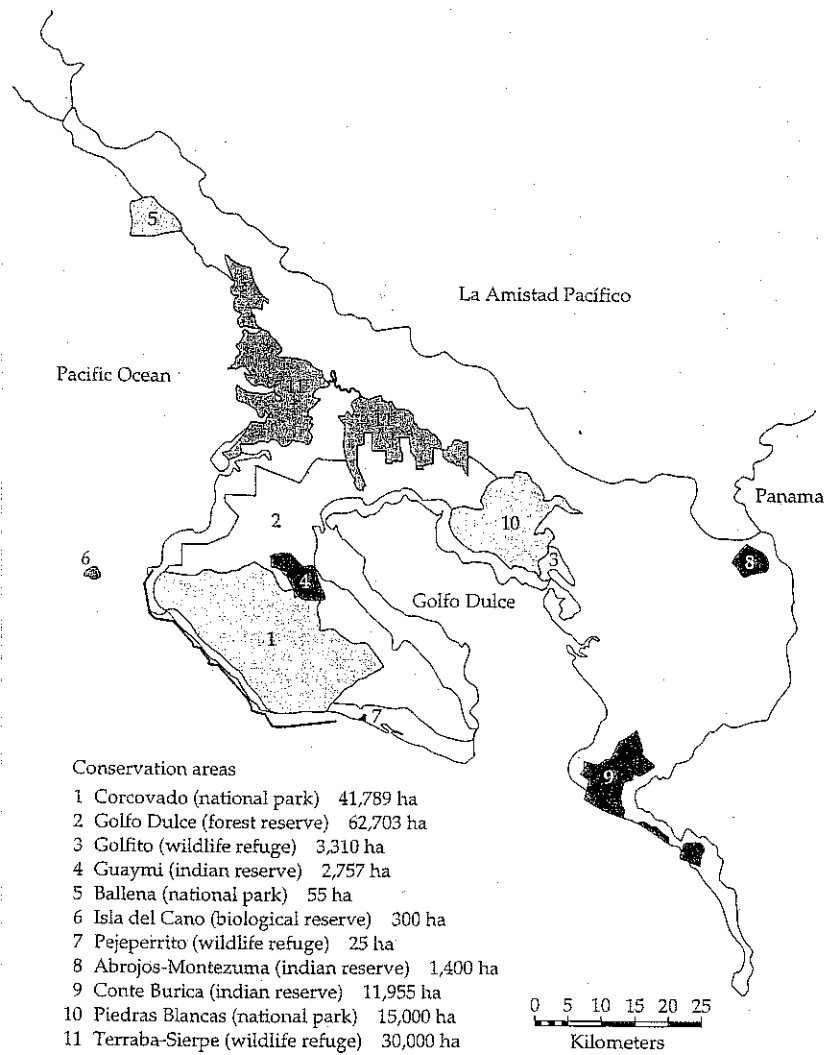 5
La Amistad Pacífico
Pacific Ocean
11
11
Panama
10
2
6
8
3
4
Golfo Dulce
1
7
9
Conservation areas
1 Corcovado (national park) 41,789 ha
2 Golfo Dulce (forest reserve) 62,703 ha
3 Golfito (wildlife refuge) 3,310 ha
4 Guaymi (indian reserve) 2,757 ha
5 Ballena (national park) 55 ha
6 Isla del Cano (biological reserve) 300 ha
7 Pejeperrito (wildlife refuge) 25 ha
8 Abrojos-Montezuma (indian reserve) 1,400 ha
9 Conte Burica (indian reserve) 11,955 ha
10 Piedras Blancas (national park) 15,000 ha
11 Terraba-Sierpe (wildlife refuge) 30,000 ha
0 5 10 15 20 25
Kilometers